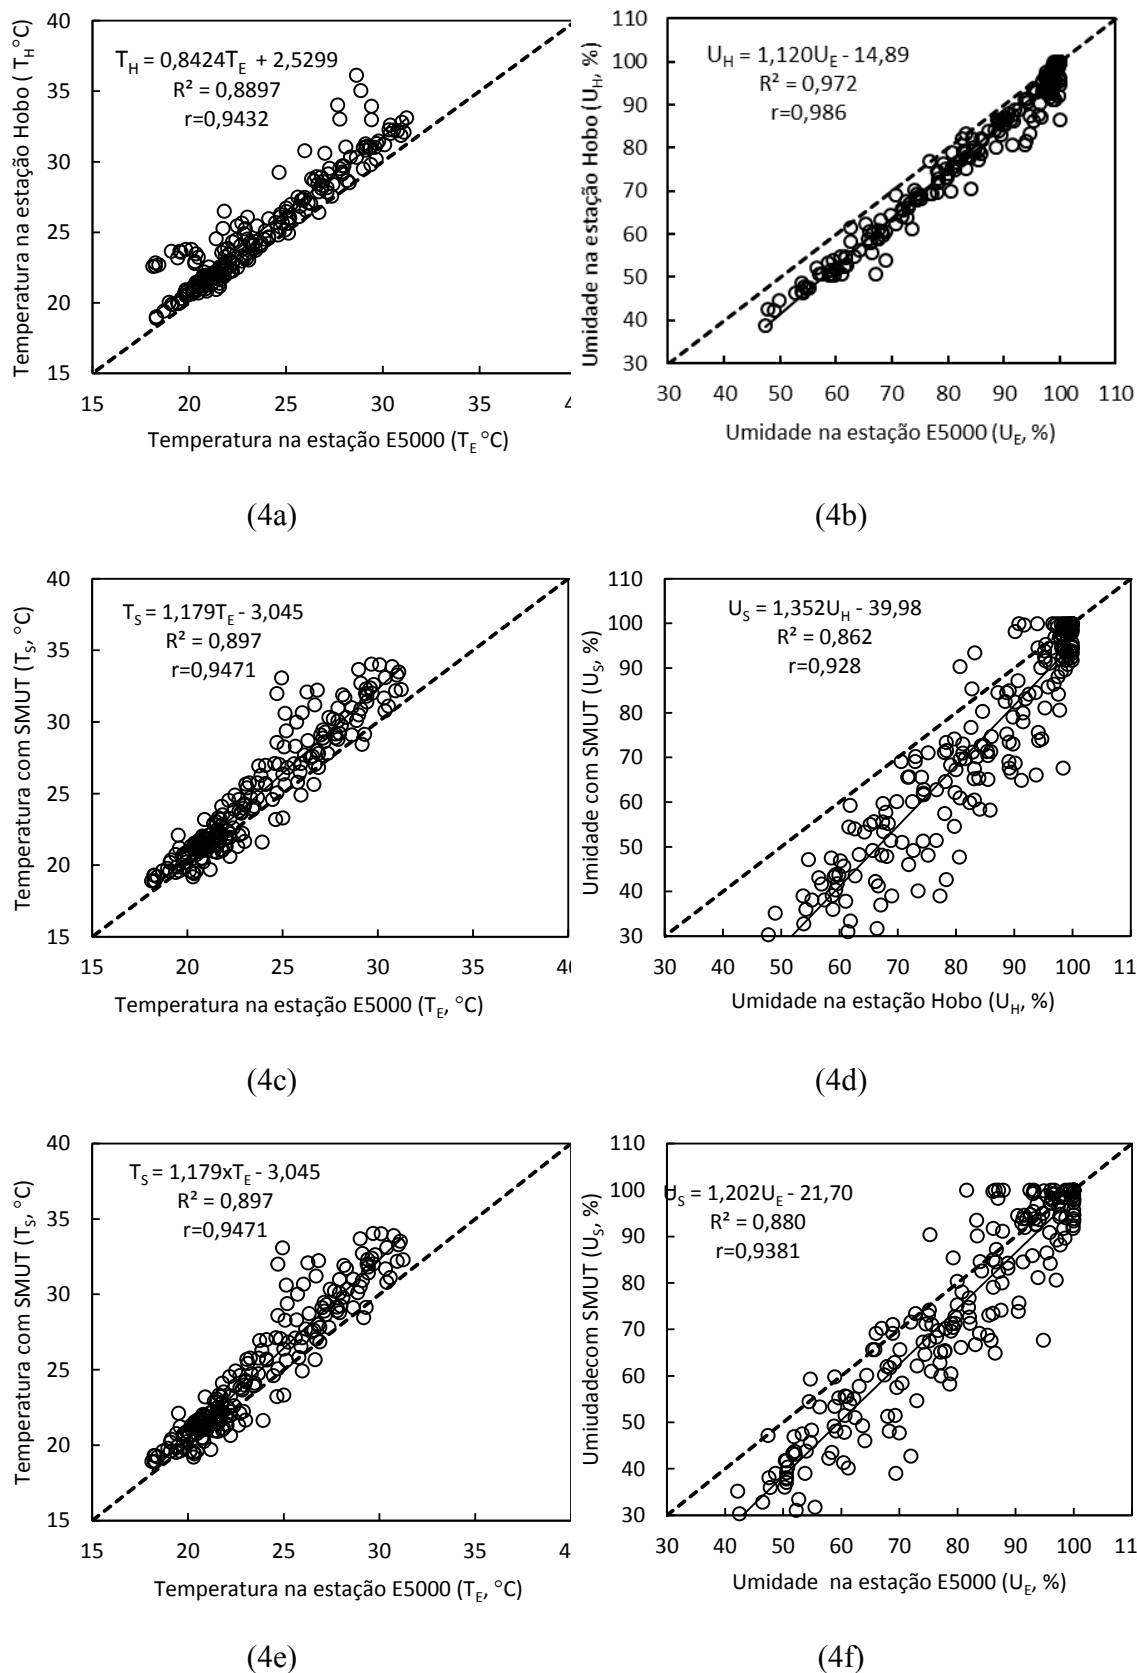 Temperatura na estação Hobo ( T_H °C)
T_H = 0,8424T_E + 2,5299
R² = 0,8897
r=0,9432
40
35
30
25
20
15
15 20 25 30 35 4
Temperatura na estação E5000 (T_E °C)
(4a)
Umidade na estação Hobo (U_H, %)
U_H = 1,120U_E - 14,89
R² = 0,972
r=0,986
110
100
90
80
70
60
50
40
30
30 40 50 60 70 80 90 100 110
Umidade na estação E5000 (U_E, %)
(4b)
Temperatura com SMUT (T_S, °C)
T_S = 1,179T_E - 3,045
R² = 0,897
r=0,9471
40
35
30
25
20
15
15 20 25 30 35 4
Temperatura na estação E5000 (T_E, °C)
(4c)
Umidade com SMUT (U_S, %)
U_S = 1,352U_H - 39,98
R² = 0,862
r=0,928
110
100
90
80
70
60
50
40
30
30 40 50 60 70 80 90 100 11
Umidade na estação Hobo (U_H, %)
(4d)
Temperatura com SMUT (T_S, °C)
T_S = 1,179xT_E - 3,045
R² = 0,897
r=0,9471
40
35
30
25
20
15
15 20 25 30 35 4
Temperatura na estação E5000 (T_E, °C)
(4e)
Umiudadecom SMUT (U_S, %)
U_S = 1,202U_E - 21,70
R² = 0,880
r=0,9381
110
100
90
80
70
60
50
40
30
30 40 50 60 70 80 90 100 11
Umidade na estação E5000 (U_E, %)
(4f)